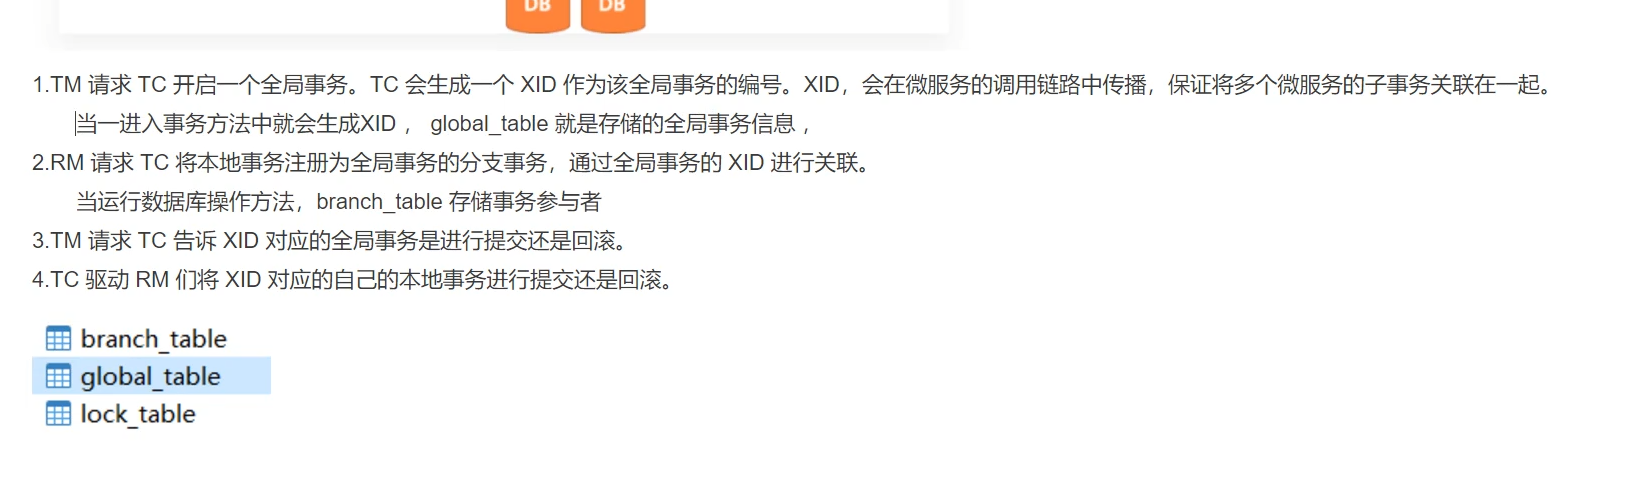 DB DB
1.TM 请求 TC 开启一个全局事务。TC 会生成一个 XID 作为该全局事务的编号。XID，会在微服务的调用链路中传播，保证将多个微服务的子事务关联在一起。
当一进入事务方法中就会生成XID ， global_table 就是存储的全局事务信息 ，
2.RM 请求 TC 将本地事务注册为全局事务的分支事务，通过全局事务的 XID 进行关联。
当运行数据库操作方法，branch_table 存储事务参与者
3.TM 请求 TC 告诉 XID 对应的全局事务是进行提交还是回滚。
4.TC 驱动 RM 们将 XID 对应的自己的本地事务进行提交还是回滚。
branch_table
global_table
lock_table